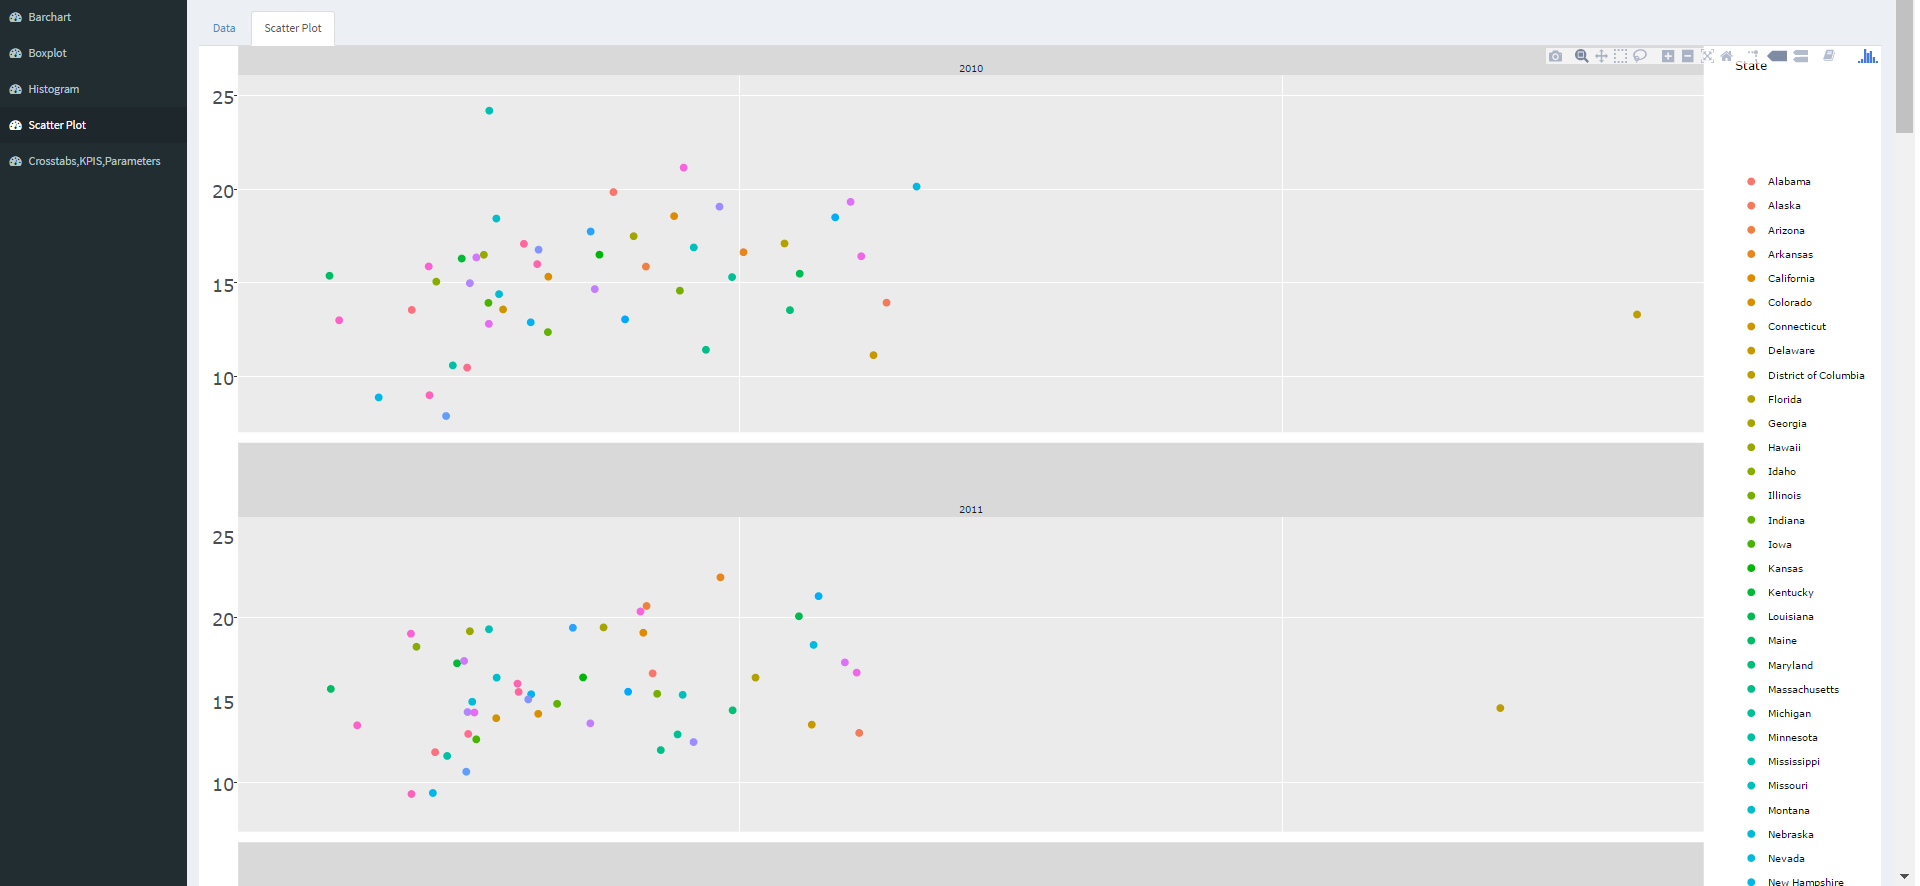 Barchart
Boxplot
Histogram
Scatter Plot
Crosstabs,KPIS,Parameters
Data
Scatter Plot
2010
25
20
15
10
2011
25
20
15
10
State
Alabama
Alaska
Arizona
Arkansas
California
Colorado
Connecticut
Delaware
District of Columbia
Florida
Georgia
Hawaii
Idaho
Illinois
Indiana
Iowa
Kansas
Kentucky
Louisiana
Maine
Maryland
Massachusetts
Michigan
Minnesota
Mississippi
Missouri
Montana
Nebraska
Nevada
New Hampshire